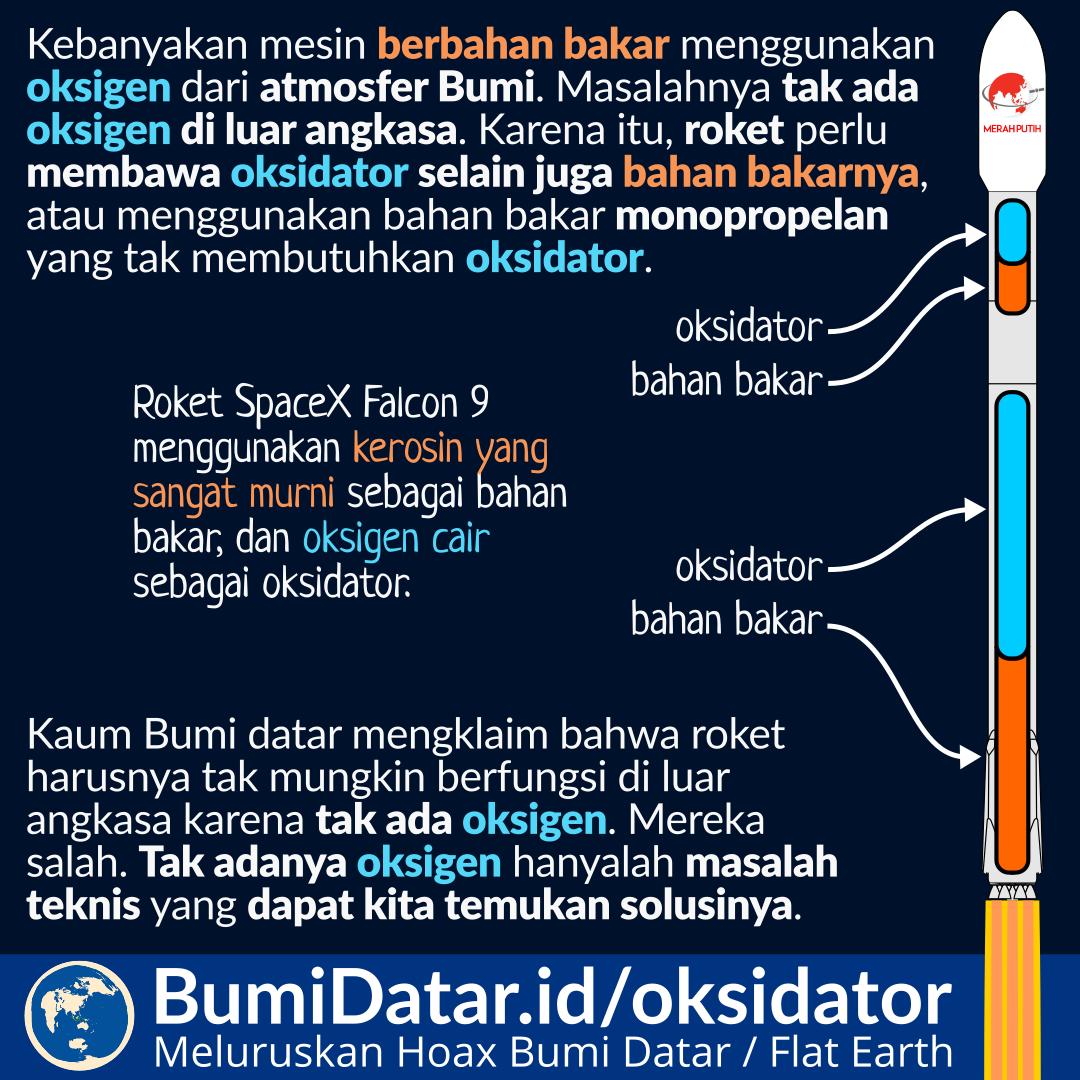 Kebanyakan mesin berbahan bakar menggunakan
oksigen dari atmosfer Bumi. Masalahnya tak ada
oksigen di luar angkasa. Karena itu, roket perlu
membawa oksidator selain juga bahan bakarnya,
atau menggunakan bahan bakar monopropelan
yang tak membutuhkan oksidator.
MERAH PUTIH
oksidator
bahan bakar
Roket SpaceX Falcon 9
menggunakan kerosin yang
sangat murni sebagai bahan
bakar, dan oksigen cair
sebagai oksidator.
oksidator
bahan bakar
Kaum Bumi datar mengklaim bahwa roket
harusnya tak mungkin berfungsi di luar
angkasa karena tak ada oksigen. Mereka
salah. Tak adanya oksigen hanyalah masalah
teknis yang dapat kita temukan solusinya.
BumiDatar.id/oksidator
Meluruskan Hoax Bumi Datar / Flat Earth